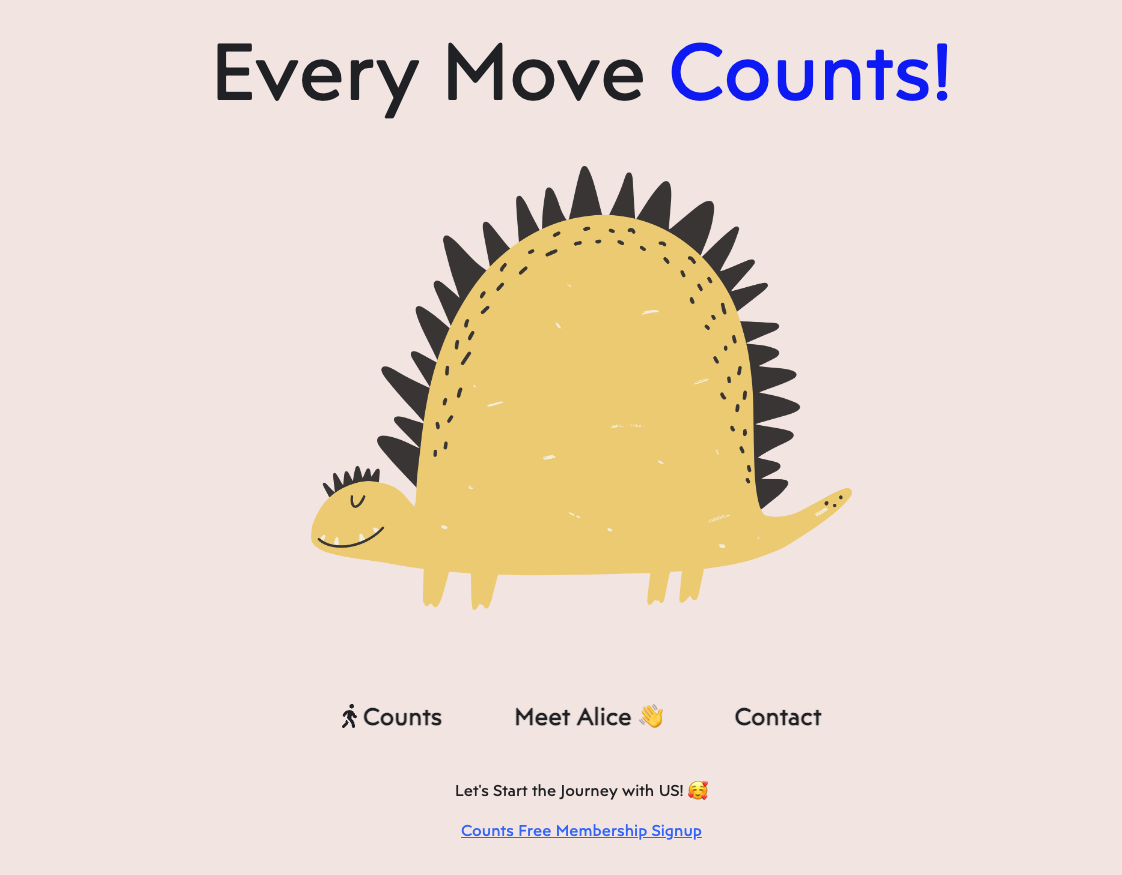 Every Move Counts!
🚶Counts
Meet Alice 👋
Contact
Let's Start the Journey with US! 🥰
Counts Free Membership Signup